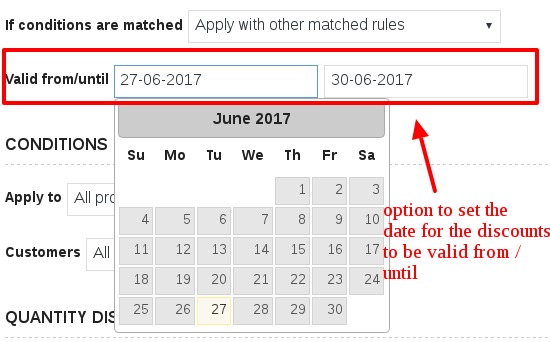 If conditions are matched Apply with other matched rules
Valid from/until 27-06-2017 30-06-2017
June 2017
Su Mo Tu We Th Fr Sa
1 2 3
4 5 6 7 8 9 10
11 12 13 14 15 16 17
18 19 20 21 22 23 24
25 26 27 28 29 30
CONDITIONS
Apply to All pro
Customers All
QUANTITY DIS
option to set the
date for the discounts
to be valid from /
until